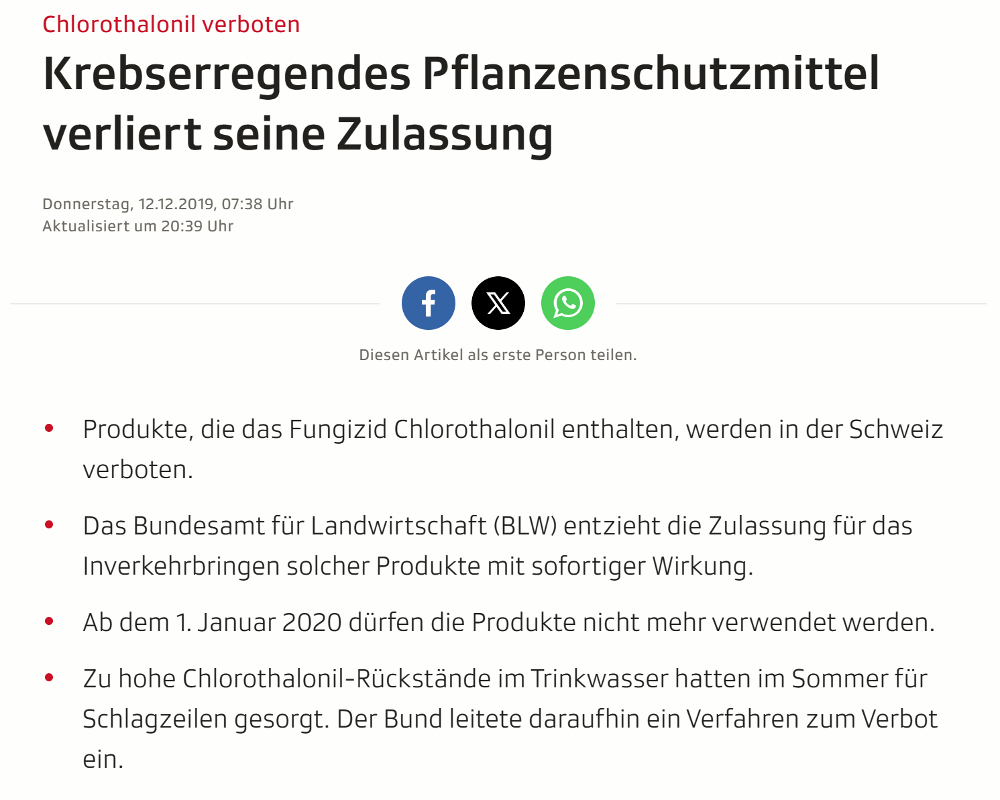 Chlorothalonil verboten
Krebserregendes Pflanzenschutzmittel
verliert seine Zulassung
Donnerstag, 12.12.2019, 07:38 Uhr
Aktualisiert um 20:39 Uhr
Diesen Artikel als erste Person teilen.
Produkte, die das Fungizid Chlorothalonil enthalten, werden in der Schweiz
verboten.
Das Bundesamt für Landwirtschaft (BLW) entzieht die Zulassung für das
Inverkehrbringen solcher Produkte mit sofortiger Wirkung.
Ab dem 1. Januar 2020 dürfen die Produkte nicht mehr verwendet werden.
Zu hohe Chlorothalonil-Rückstände im Trinkwasser hatten im Sommer für
Schlagzeilen gesorgt. Der Bund leitete daraufhin ein Verfahren zum Verbot
ein.